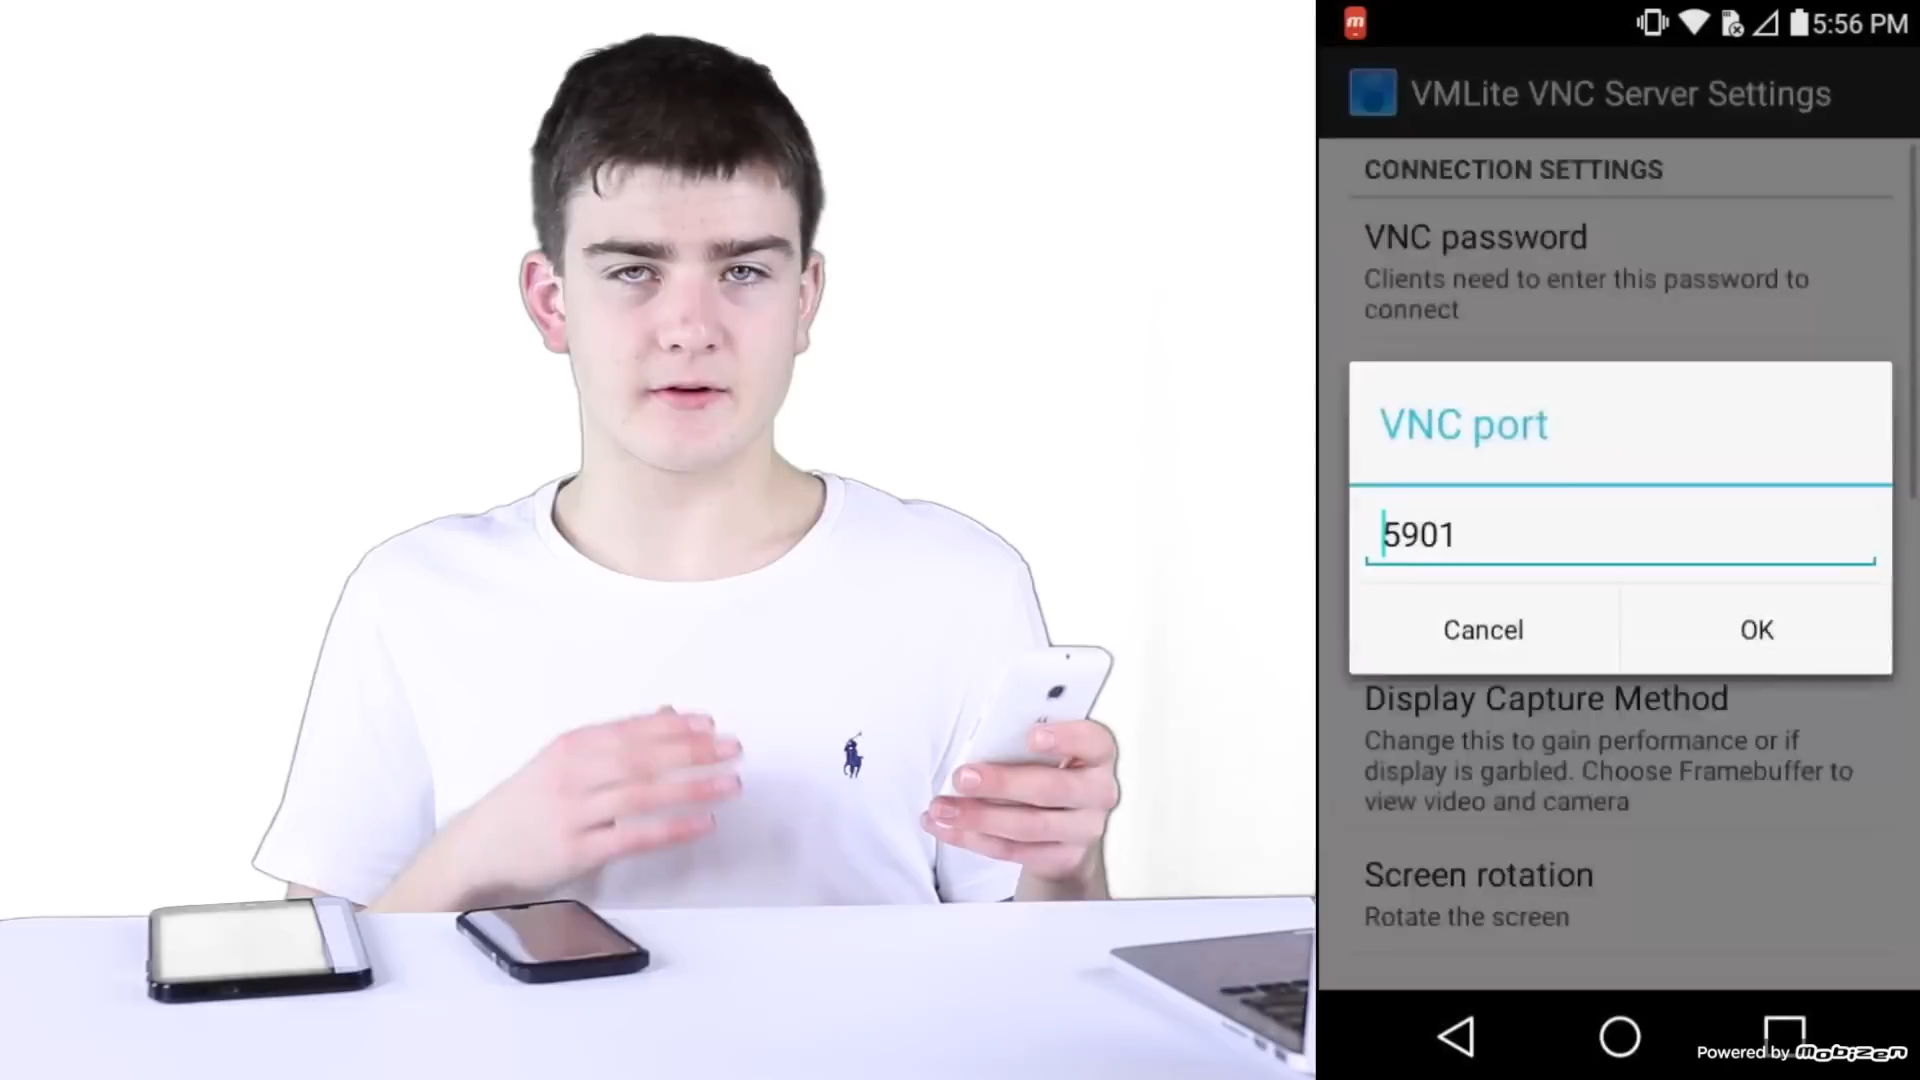 5:56 PM
VMLite VNC Server Settings
CONNECTION SETTINGS
VNC password
Clients need to enter this password to
connect
VNC port
5901
Cancel
OK
Display Capture Method
Change this to gain performance or if
display is garbled. Choose Framebuffer to
view video and camera
Screen rotation
Rotate the screen
Powered by mobizen